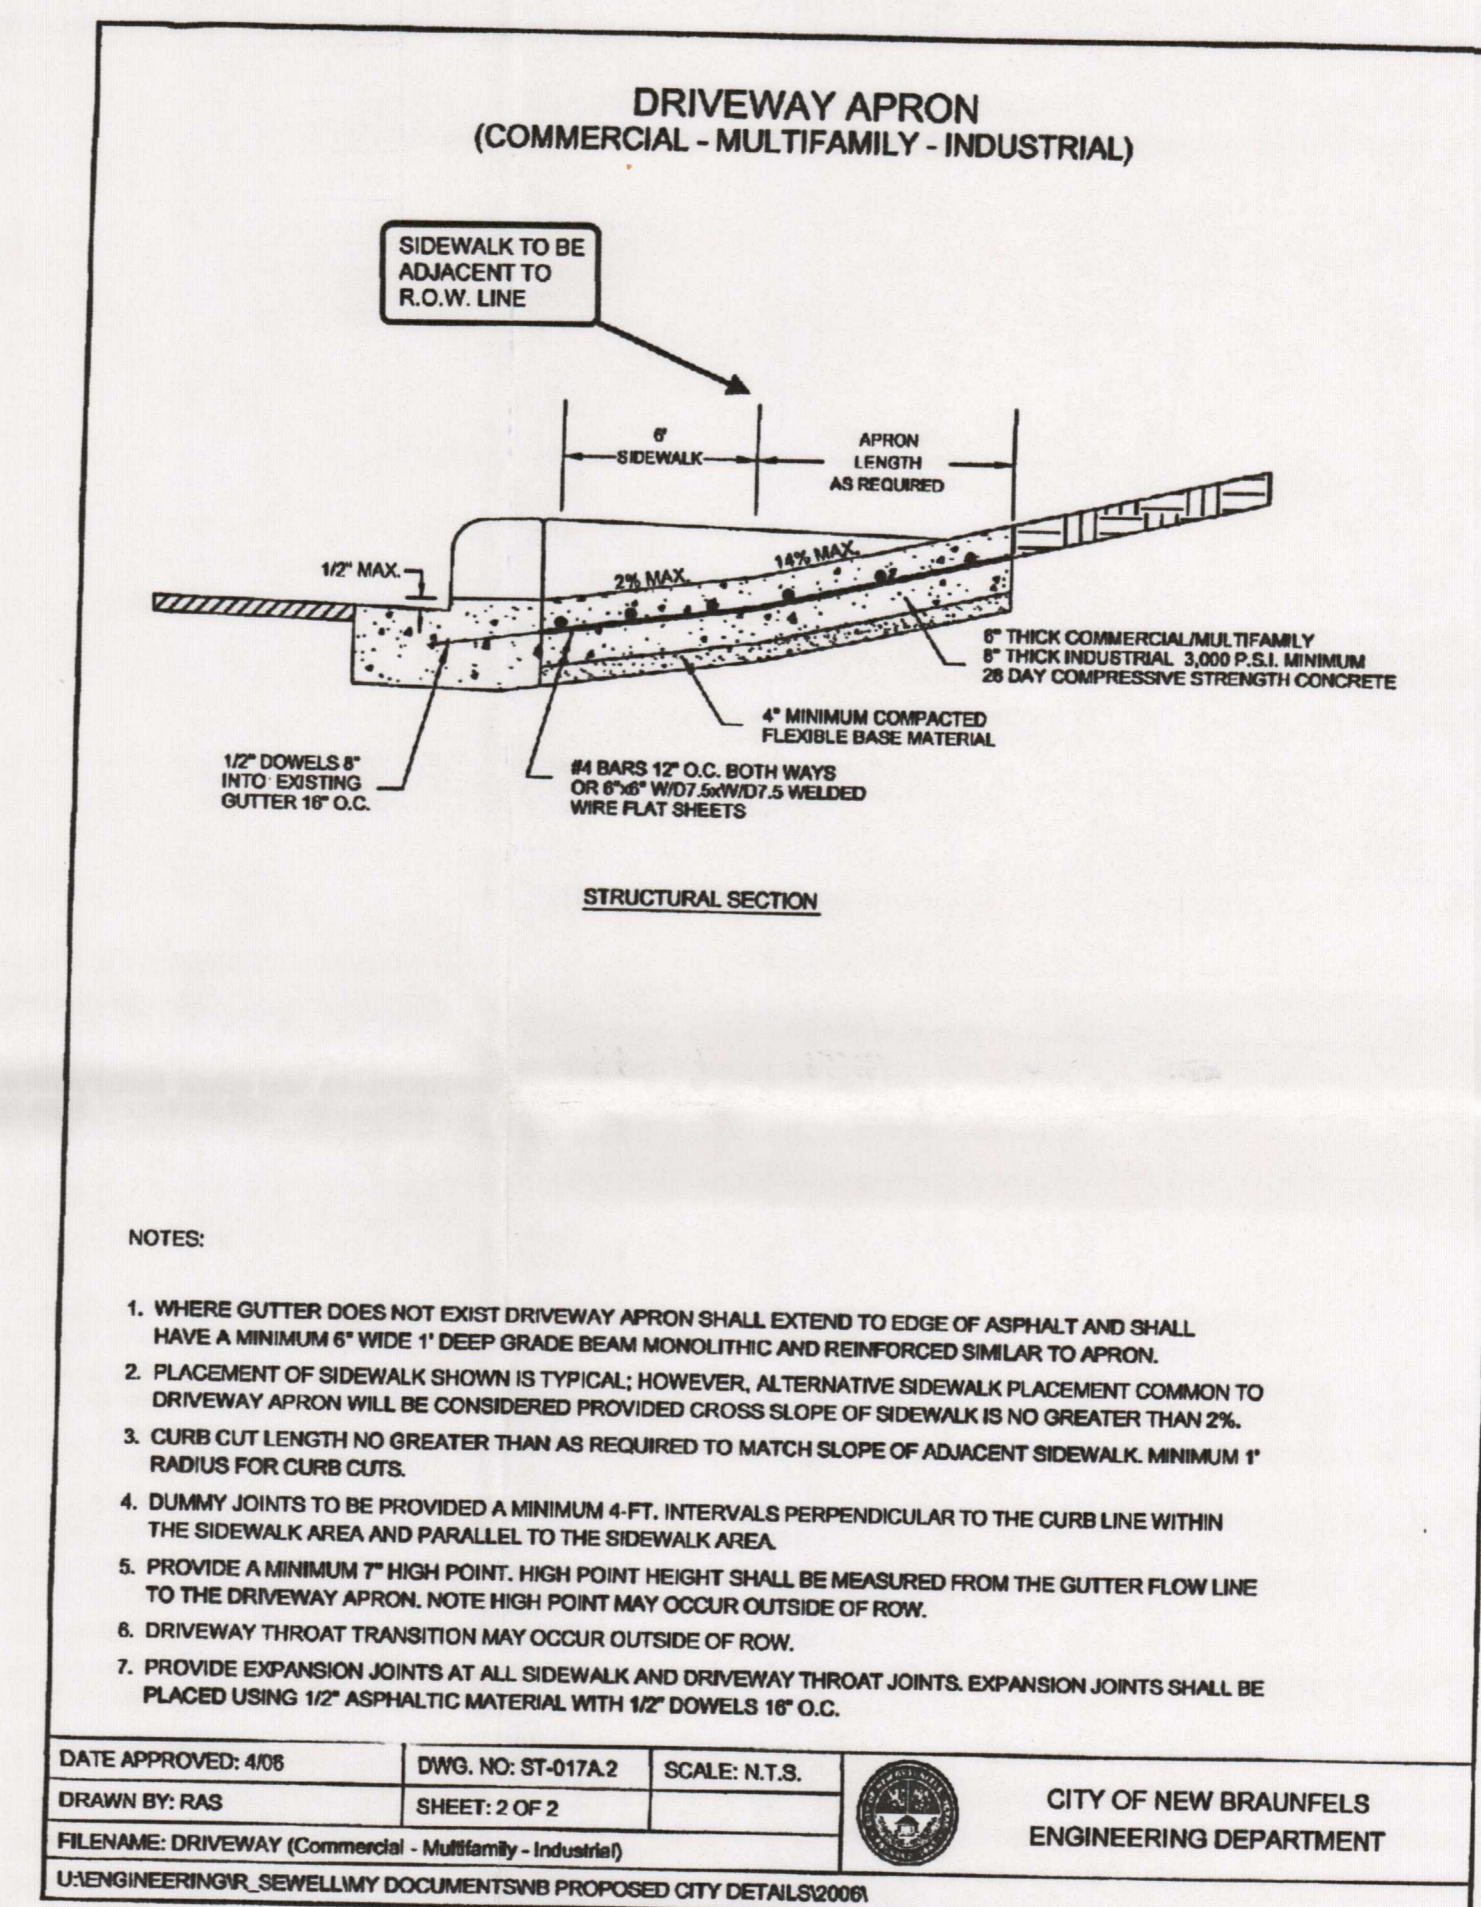 DRIVEWAY APRON
(COMMERCIAL - MULTIFAMILY - INDUSTRIAL)
SIDEWALK TO BE
ADJACENT TO
R.O.W. LINE
6'
SIDEWALK
APRON
LENGTH
AS REQUIRED
1/2" MAX.
2% MAX.
14% MAX.
6" THICK COMMERCIAL/MULTIFAMILY
8" THICK INDUSTRIAL 3,000 P.S.I. MINIMUM
28 DAY COMPRESSIVE STRENGTH CONCRETE
4" MINIMUM COMPACTED
FLEXIBLE BASE MATERIAL
1/2" DOWELS 8"
INTO EXISTING
GUTTER 16" O.C.
#4 BARS 12" O.C. BOTH WAYS
OR 6"x6" W/D7.5xW/D7.5 WELDED
WIRE FLAT SHEETS
STRUCTURAL SECTION
NOTES:
1. WHERE GUTTER DOES NOT EXIST DRIVEWAY APRON SHALL EXTEND TO EDGE OF ASPHALT AND SHALL
HAVE A MINIMUM 6" WIDE 1' DEEP GRADE BEAM MONOLITHIC AND REINFORCED SIMILAR TO APRON.
2. PLACEMENT OF SIDEWALK SHOWN IS TYPICAL; HOWEVER, ALTERNATIVE SIDEWALK PLACEMENT COMMON TO
DRIVEWAY APRON WILL BE CONSIDERED PROVIDED CROSS SLOPE OF SIDEWALK IS NO GREATER THAN 2%.
3. CURB CUT LENGTH NO GREATER THAN AS REQUIRED TO MATCH SLOPE OF ADJACENT SIDEWALK. MINIMUM 1'
RADIUS FOR CURB CUTS.
4. DUMMY JOINTS TO BE PROVIDED A MINIMUM 4-FT. INTERVALS PERPENDICULAR TO THE CURB LINE WITHIN
THE SIDEWALK AREA AND PARALLEL TO THE SIDEWALK AREA.
5. PROVIDE A MINIMUM 7" HIGH POINT. HIGH POINT HEIGHT SHALL BE MEASURED FROM THE GUTTER FLOW LINE
TO THE DRIVEWAY APRON. NOTE HIGH POINT MAY OCCUR OUTSIDE OF ROW.
6. DRIVEWAY THROAT TRANSITION MAY OCCUR OUTSIDE OF ROW.
7. PROVIDE EXPANSION JOINTS AT ALL SIDEWALK AND DRIVEWAY THROAT JOINTS. EXPANSION JOINTS SHALL BE
PLACED USING 1/2" ASPHALTIC MATERIAL WITH 1/2" DOWELS 16" O.C.
DATE APPROVED: 4/06
DWG. NO: ST-017A.2
SCALE: N.T.S.
DRAWN BY: RAS
SHEET: 2 OF 2
FILENAME: DRIVEWAY (Commercial - Multifamily - Industrial)
U:\ENGINEERING\R_SEWELL\MY DOCUMENTS\NB PROPOSED CITY DETAILS\2006\
CITY OF NEW BRAUNFELS
ENGINEERING DEPARTMENT